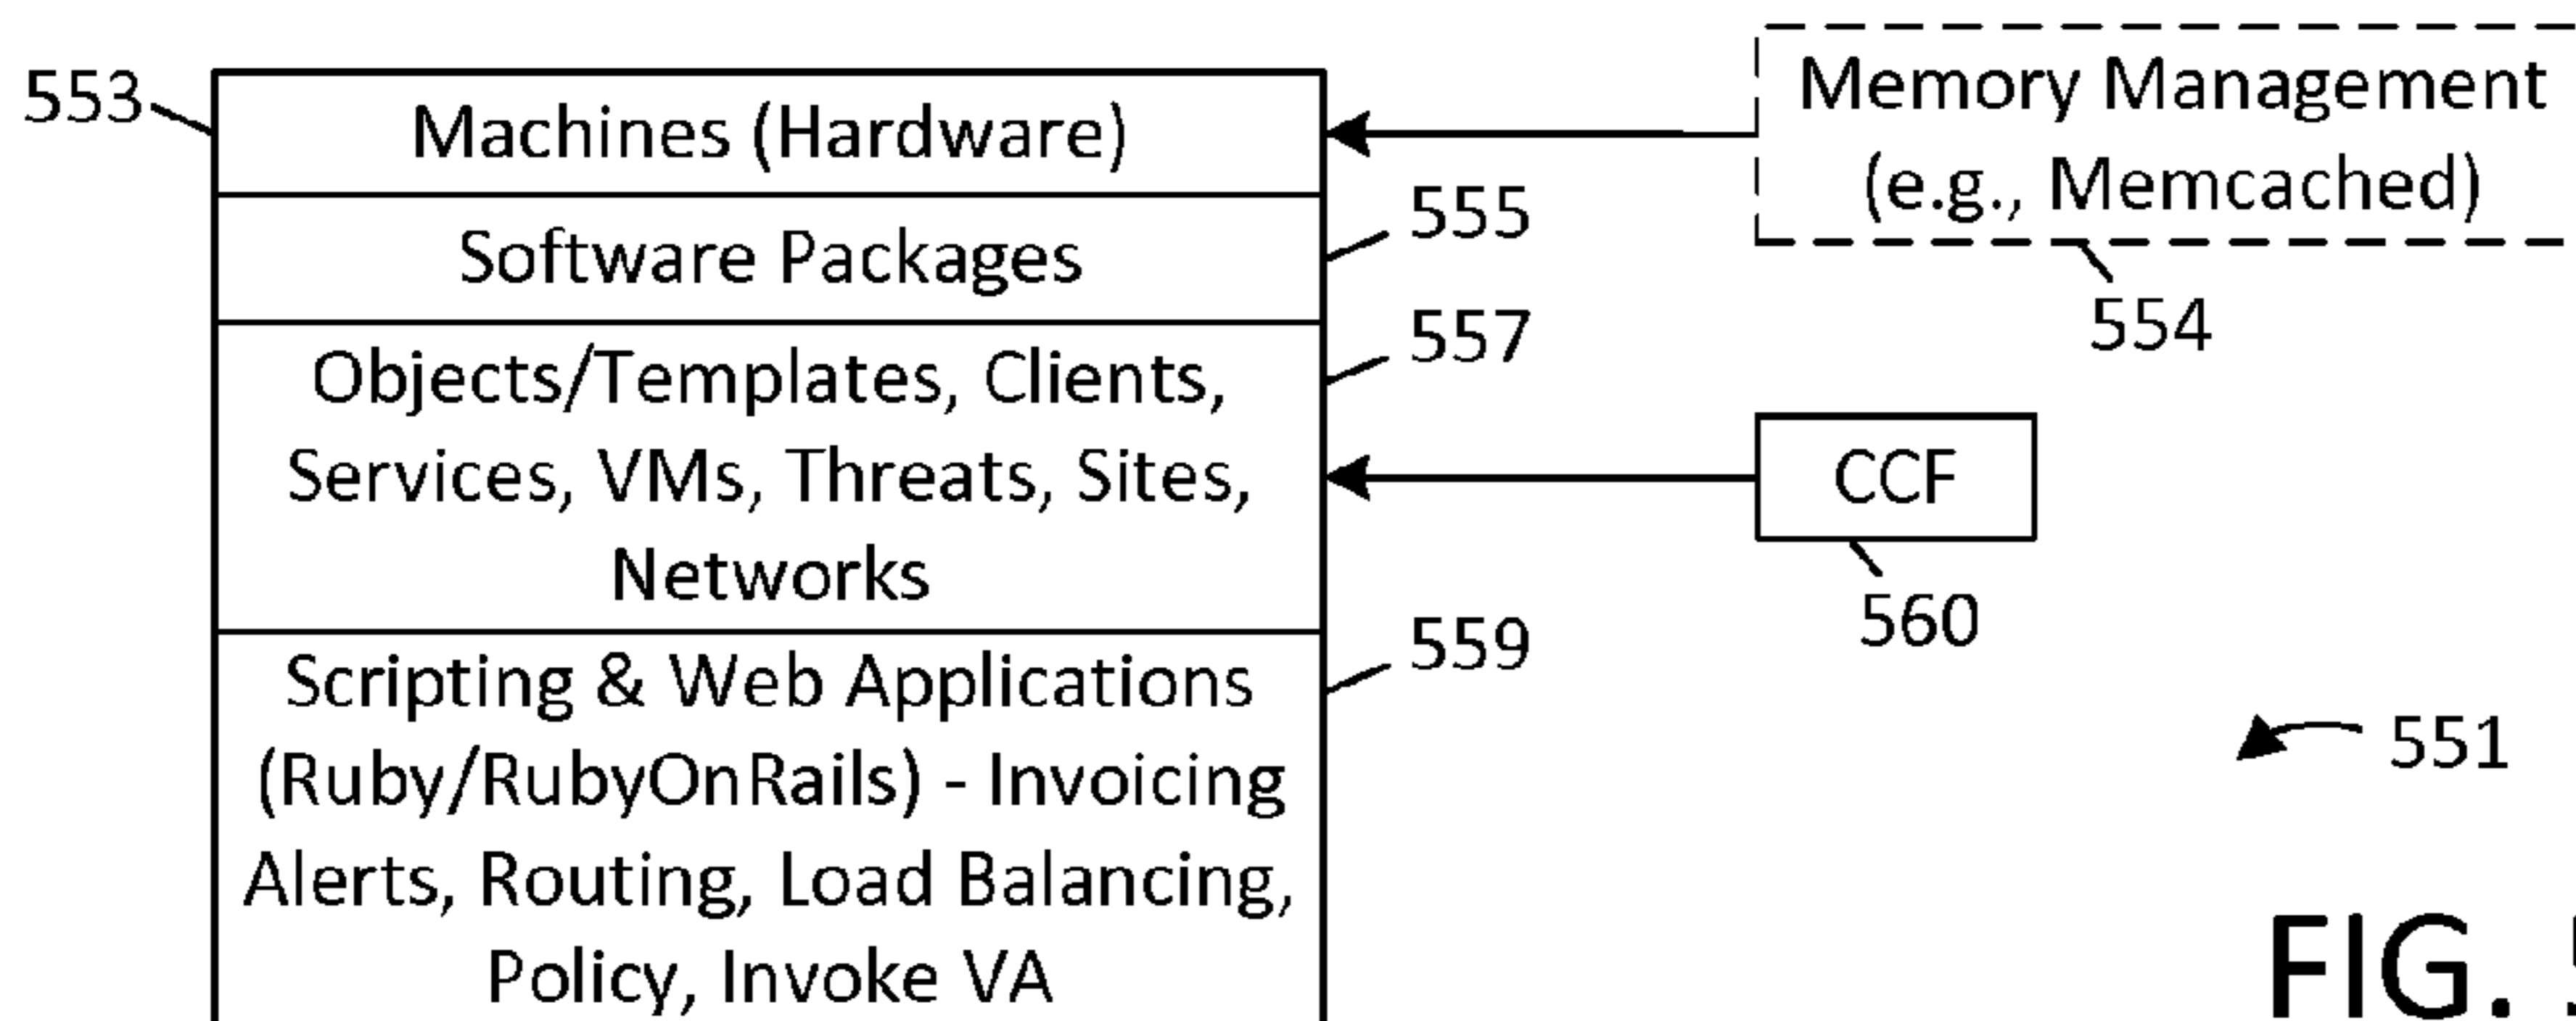 553
Machines (Hardware)
Memory Management
(e.g., Memcached)
554
Software Packages
555
Objects/Templates, Clients,
Services, VMs, Threats, Sites,
Networks
557
CCF
560
Scripting & Web Applications
(Ruby/RubyOnRails) - Invoicing
Alerts, Routing, Load Balancing,
Policy, Invoke VA
559
551
FIG.